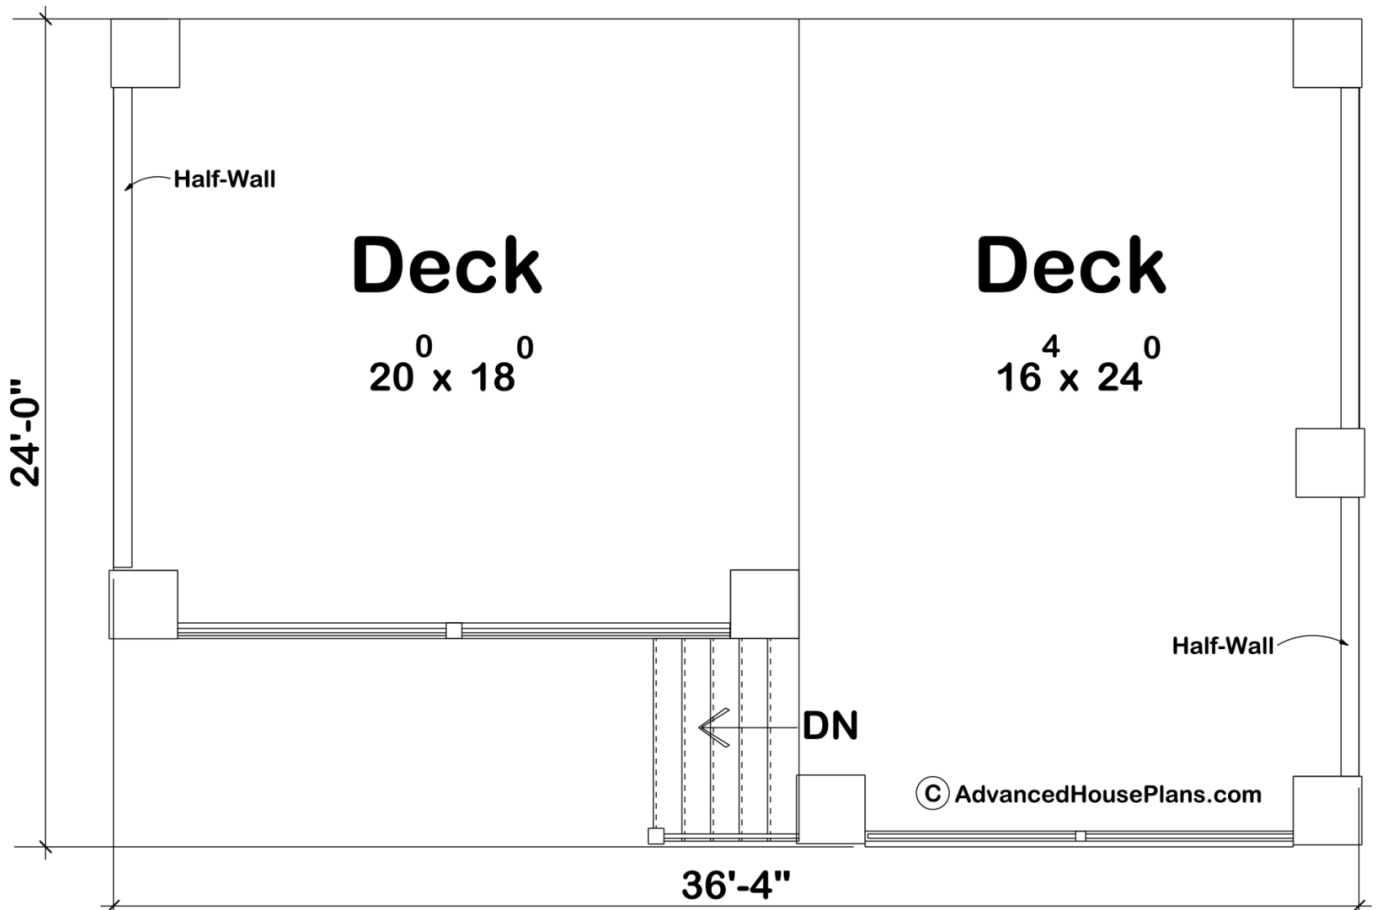 Half-Wall
Deck
20⁰ x 18⁰
Deck
16⁴ x 24⁰
24'-0"
Half-Wall
DN
© AdvancedHousePlans.com
36'-4"